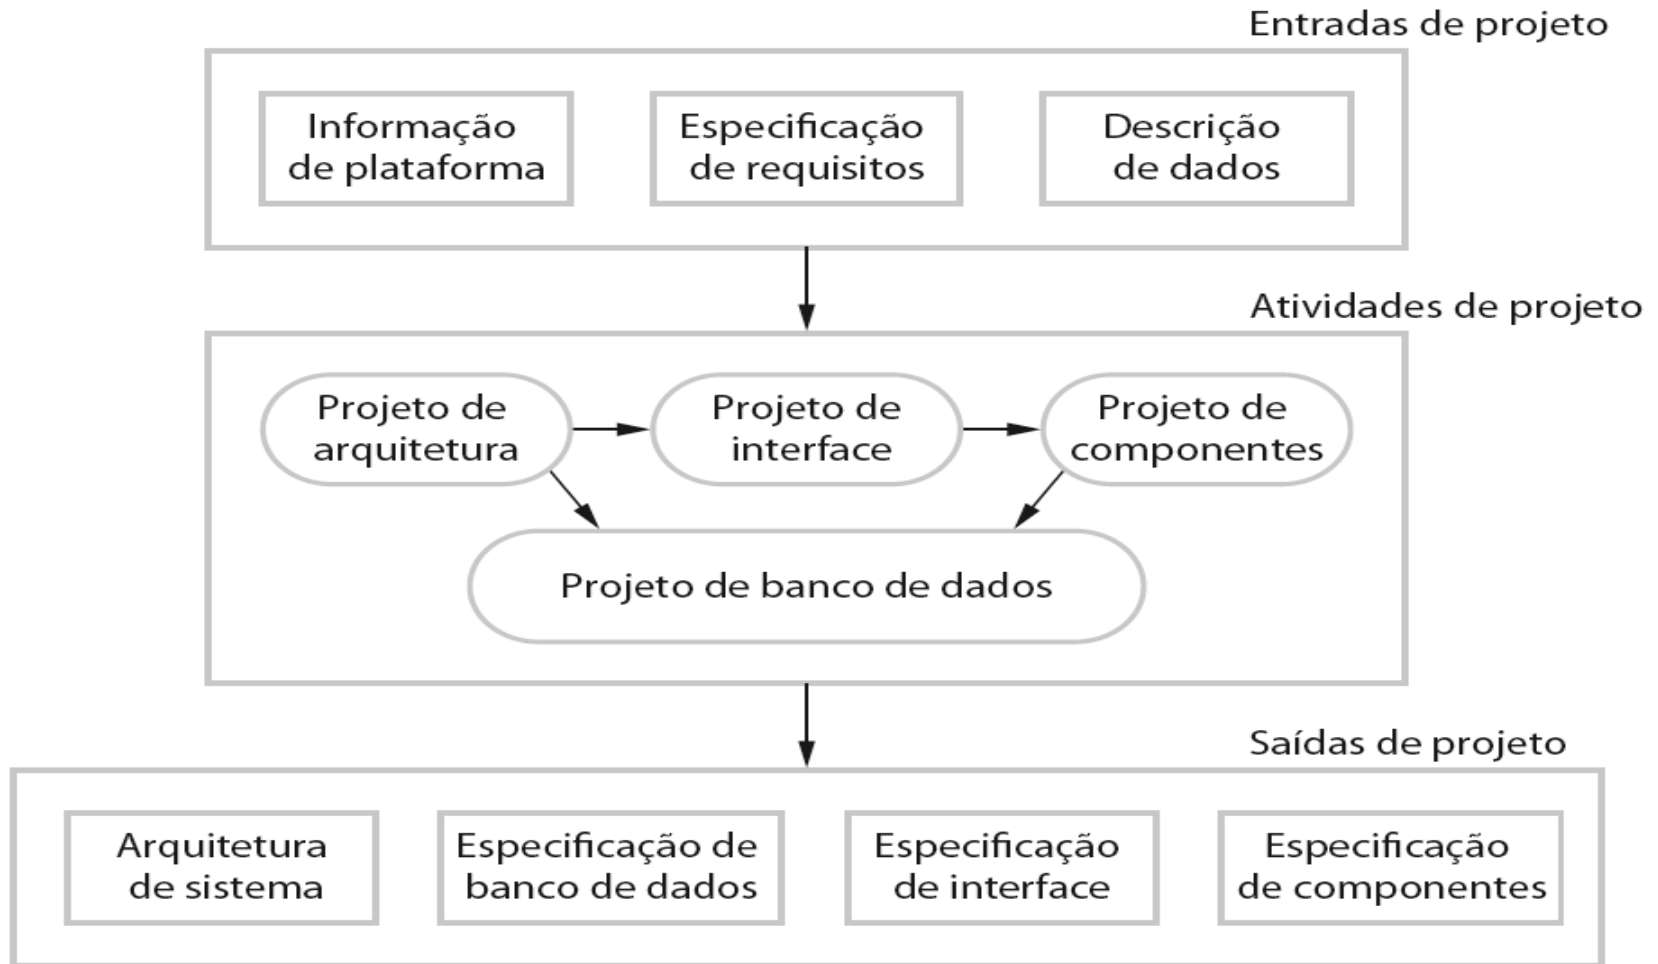 Entradas de projeto
Informação
de plataforma
Especificação
de requisitos
Descrição
de dados
Atividades de projeto
Projeto de
arquitetura
Projeto de
interface
Projeto de
componentes
Projeto de banco de dados
Saídas de projeto
Arquitetura
de sistema
Especificação de
banco de dados
Especificação
de interface
Especificação
de componentes